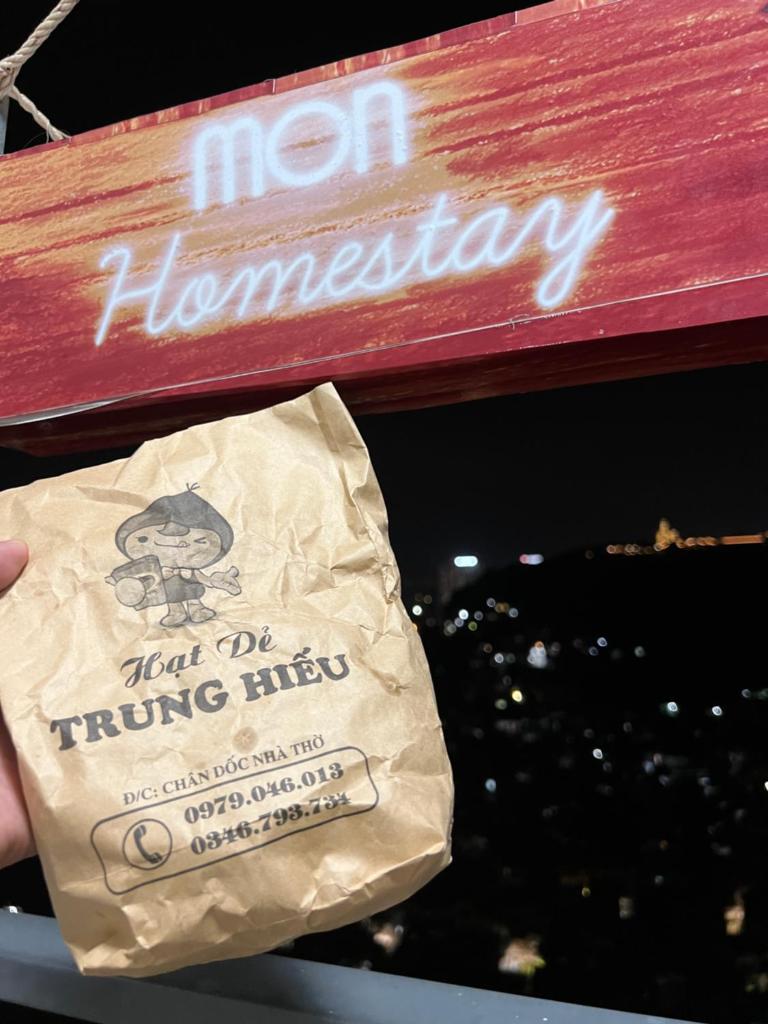 mon
Homestay
Hạt Dẻ
TRUNG HIẾU
Đ/C: CHÂN DỐC NHÀ THỜ
0979.046.013
0346.793.734